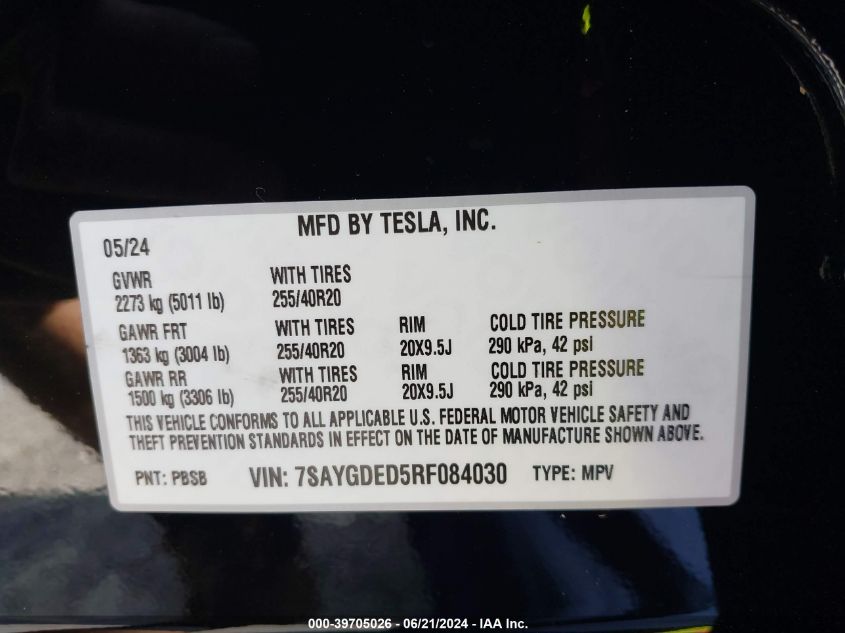 MFD BY TESLA, INC.
05/24
GVWR WITH TIRES
2273 kg (5011 lb) 255/40R20
GAWR FRT WITH TIRES RIM COLD TIRE PRESSURE
1363 kg (3004 lb) 255/40R20 20X9.5J 290 kPa, 42 psi
GAWR RR WITH TIRES RIM COLD TIRE PRESSURE
1500 kg (3306 lb) 255/40R20 20X9.5J 290 kPa, 42 psi
THIS VEHICLE CONFORMS TO ALL APPLICABLE U.S. FEDERAL MOTOR VEHICLE SAFETY AND
THEFT PREVENTION STANDARDS IN EFFECT ON THE DATE OF MANUFACTURE SHOWN ABOVE.
PNT: PBSB VIN: 7SAYGDED5RF084030 TYPE: MPV
000-39705026 - 06/21/2024 - IAA Inc.